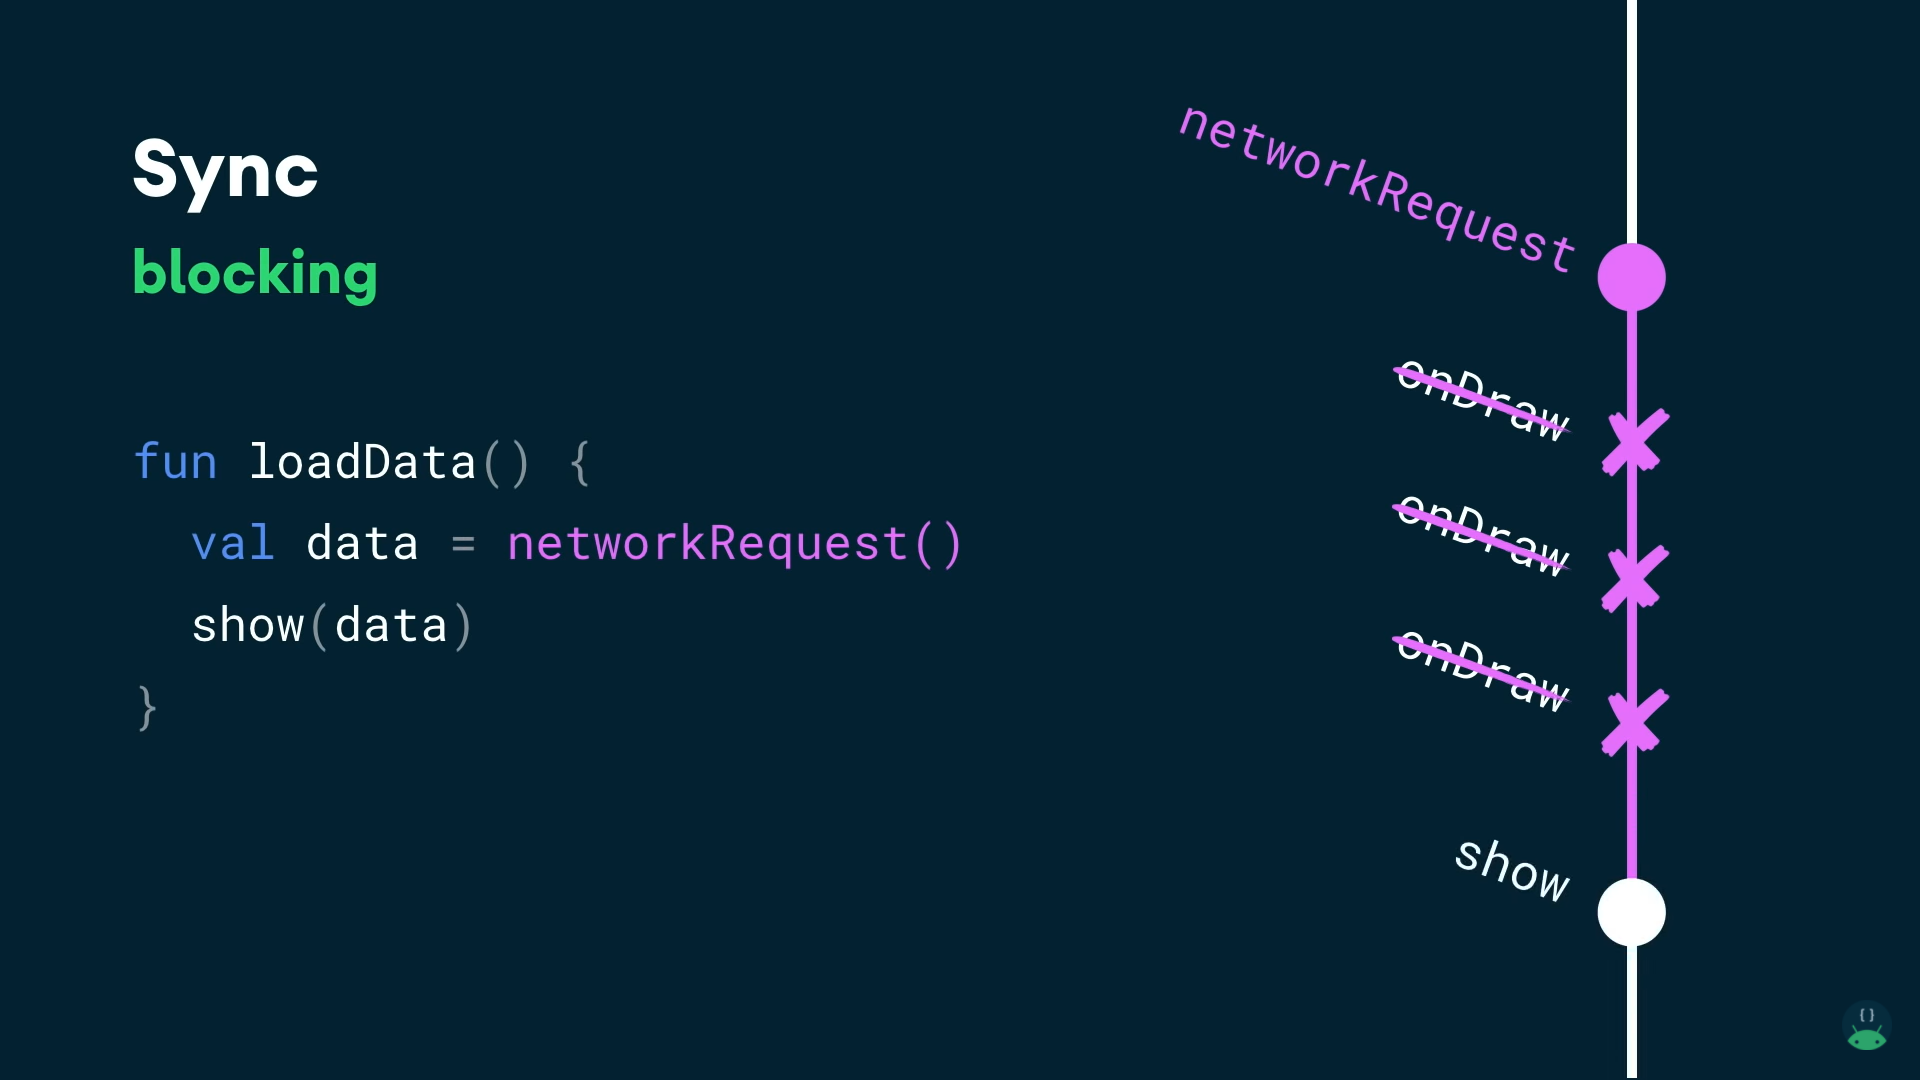 Sync
blocking
fun loadData() {
val data = networkRequest()
show(data)
}
networkRequest
onDraw
onDraw
onDraw
show
{ }